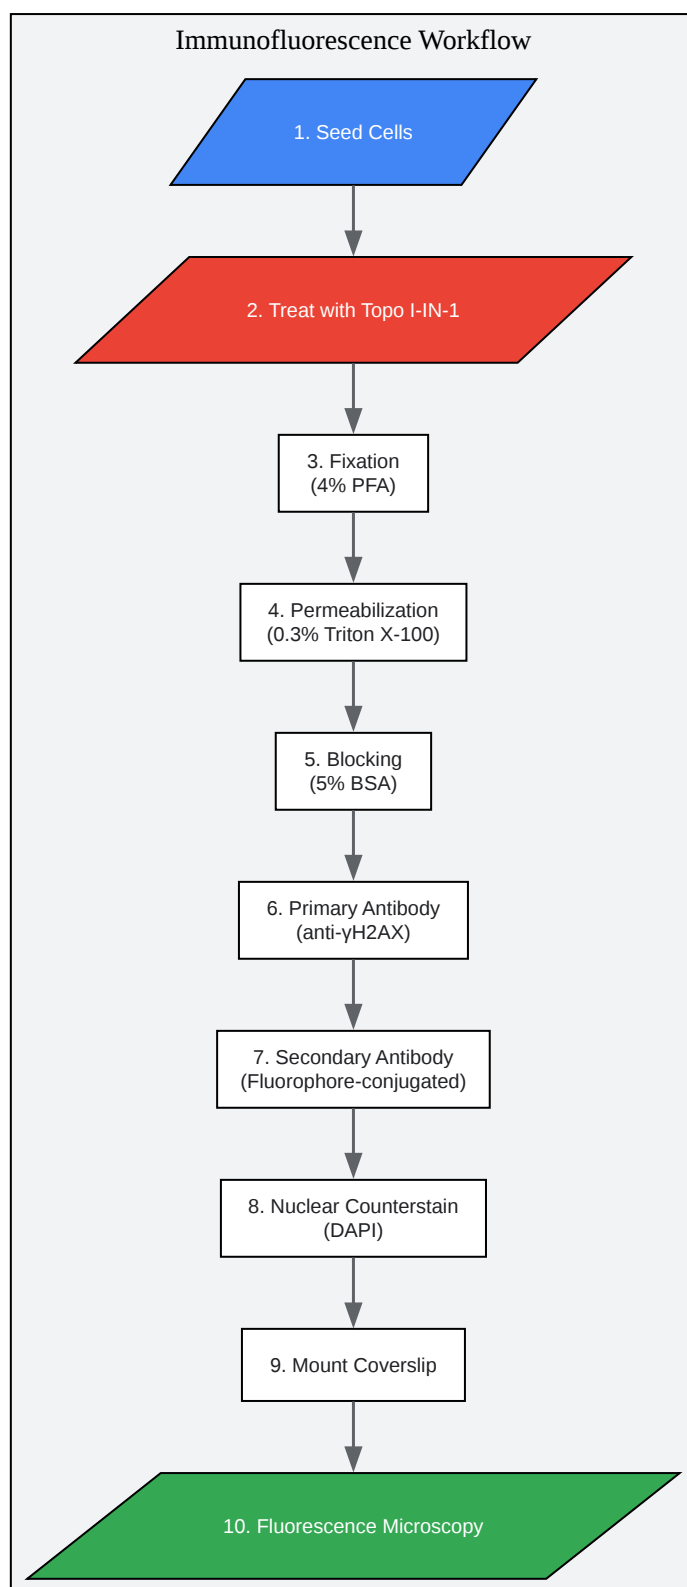 Immunofluorescence Workflow
1. Seed Cells
2. Treat with Topo I-IN-1
3. Fixation
(4% PFA)
4. Permeabilization
(0.3% Triton X-100)
5. Blocking
(5% BSA)
6. Primary Antibody
(anti-γH2AX)
7. Secondary Antibody
(Fluorophore-conjugated)
8. Nuclear Counterstain
(DAPI)
9. Mount Coverslip
10. Fluorescence Microscopy